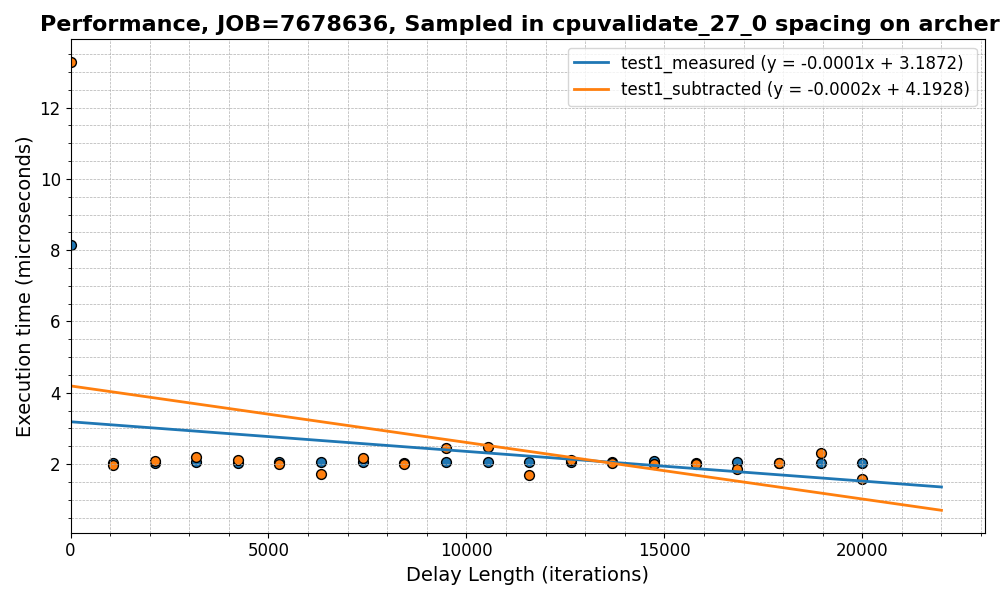 Performance, JOB=7678636, Sampled in cpuvalidate_27_0 spacing on archer
test1_measured (y = -0.0001x + 3.1872)
test1_subtracted (y = -0.0002x + 4.1928)
Execution time (microseconds)
12
10
8
6
4
2
0
5000
10000
15000
20000
Delay Length (iterations)